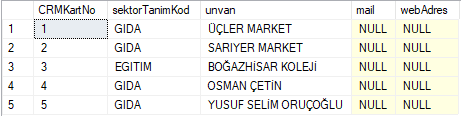 CRMKartNo sektorTanimKod unvan mail webAdres
1 1 GIDA ÜÇLER MARKET NULL NULL
2 2 GIDA SARIYER MARKET NULL NULL
3 3 EGITIM BOĞAZHİSAR KOLEJİ NULL NULL
4 4 GIDA OSMAN ÇETİN NULL NULL
5 5 GIDA YUSUF SELİM ORUÇOĞLU NULL NULL